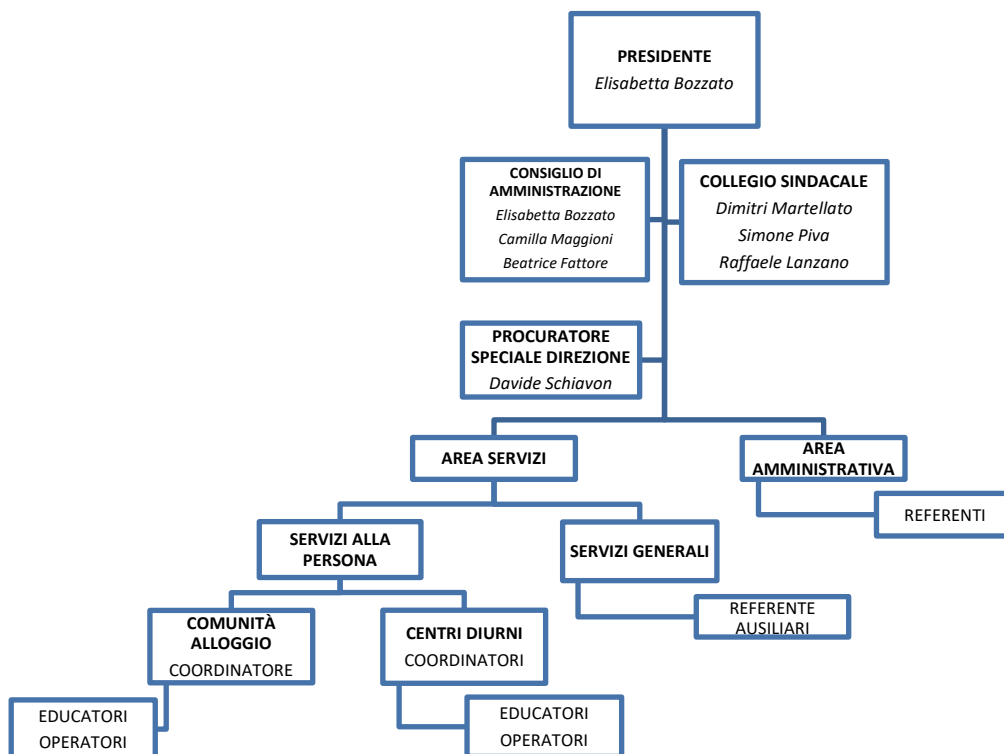 PRESIDENTE
Elisabetta Bozzato
CONSIGLIO DI
AMMINISTRAZIONE
Elisabetta Bozzato
Camilla Maggioni
Beatrice Fattore
COLLEGIO SINDACALE
Dimitri Martellato
Simone Piva
Raffaele Lanzano
PROCURATORE
SPECIALE DIREZIONE
Davide Schiavon
AREA SERVIZI
AREA
AMMINISTRATIVA
REFERENTI
SERVIZI ALLA
PERSONA
SERVIZI GENERALI
REFERENTE
AUSILIARI
COMUNITÀ
ALLOGGIO
COORDINATORE
CENTRI DIURNI
COORDINATORI
EDUCATORI
OPERATORI
EDUCATORI
OPERATORI